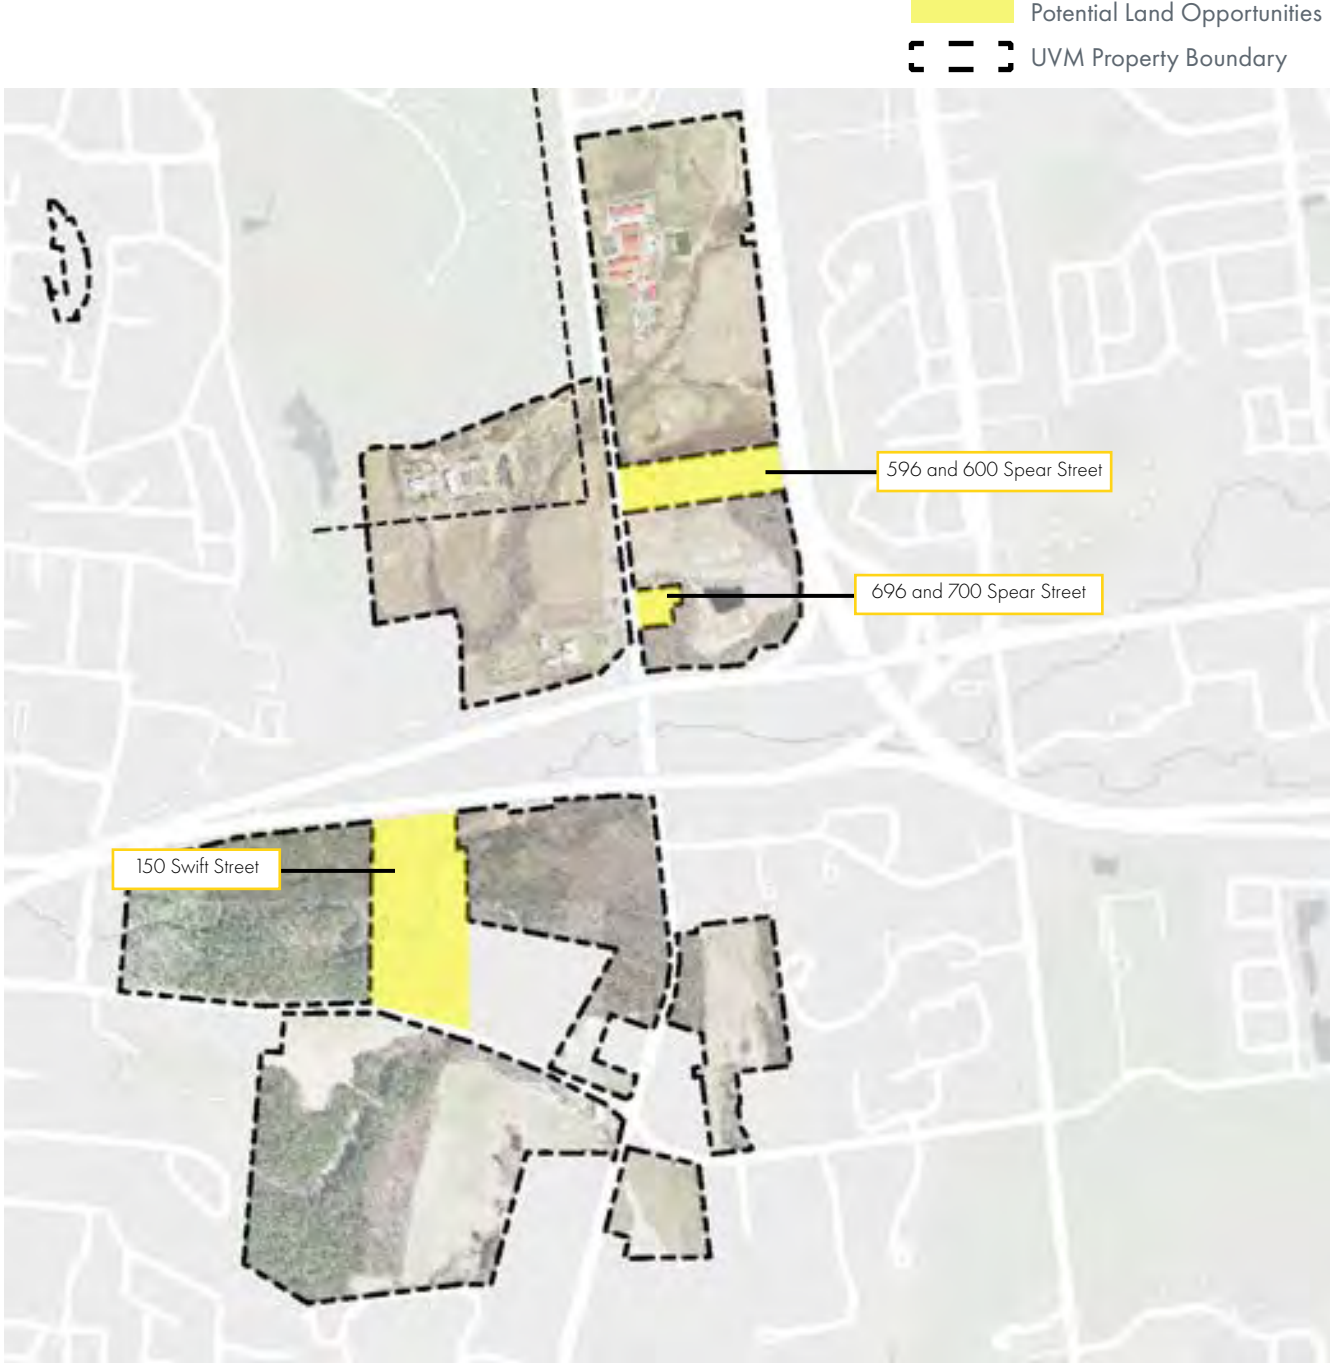 Potential Land Opportunities
UVM Property Boundary
596 and 600 Spear Street
696 and 700 Spear Street
150 Swift Street